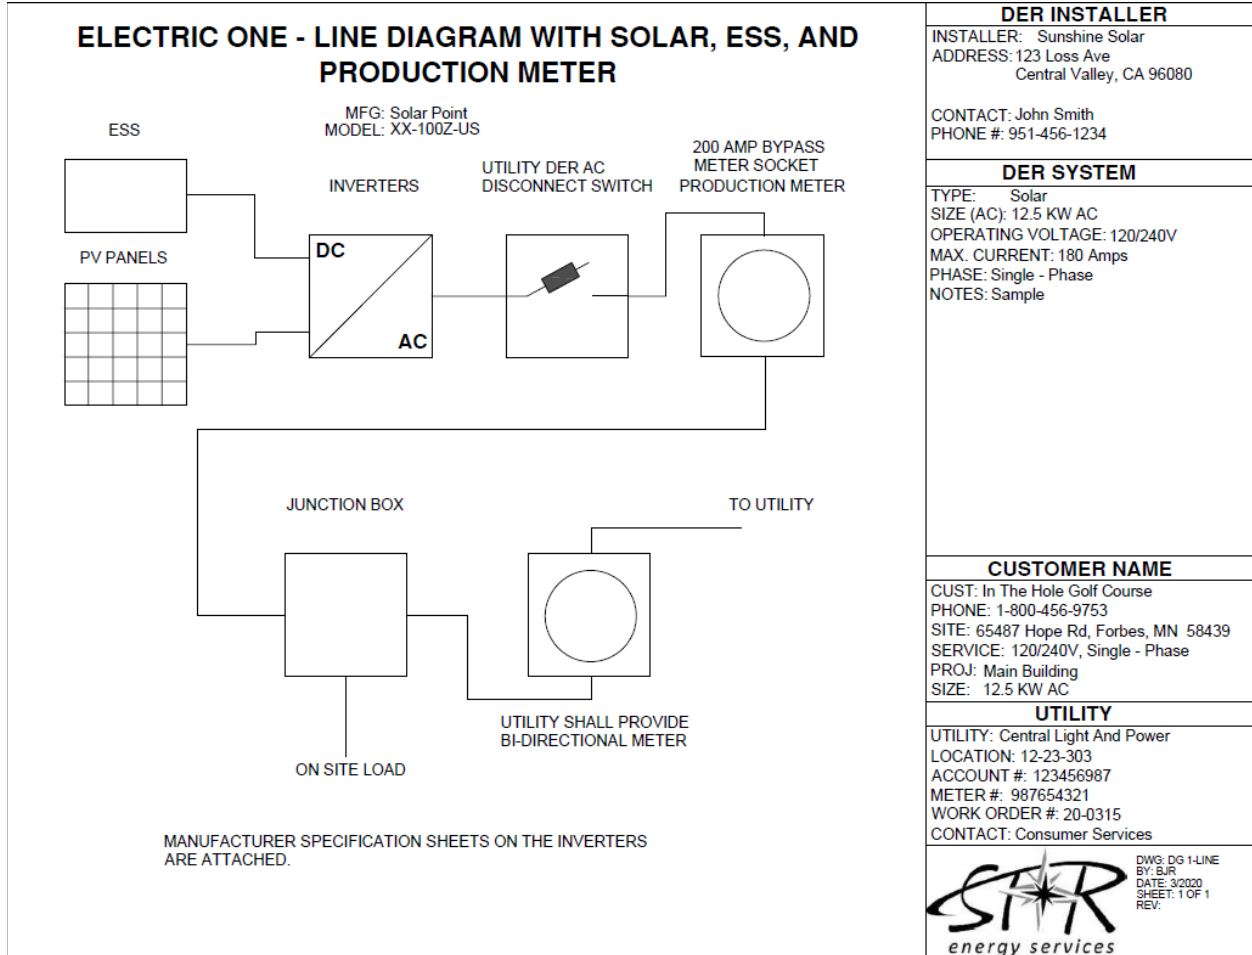 ELECTRIC ONE - LINE DIAGRAM WITH SOLAR, ESS, AND
PRODUCTION METER
MFG: Solar Point
MODEL: XX-100Z-US
ESS
INVERTERS
UTILITY DER AC
DISCONNECT SWITCH
200 AMP BYPASS
METER SOCKET
PRODUCTION METER
PV PANELS
DC
AC
JUNCTION BOX
TO UTILITY
UTILITY SHALL PROVIDE
BI-DIRECTIONAL METER
ON SITE LOAD
MANUFACTURER SPECIFICATION SHEETS ON THE INVERTERS
ARE ATTACHED.
DER INSTALLER
INSTALLER: Sunshine Solar
ADDRESS: 123 Loss Ave
Central Valley, CA 96080
CONTACT: John Smith
PHONE #: 951-456-1234
DER SYSTEM
TYPE: Solar
SIZE (AC): 12.5 KW AC
OPERATING VOLTAGE: 120/240V
MAX. CURRENT: 180 Amps
PHASE: Single - Phase
NOTES: Sample
CUSTOMER NAME
CUST: In The Hole Golf Course
PHONE: 1-800-456-9753
SITE: 65487 Hope Rd, Forbes, MN 58439
SERVICE: 120/240V, Single - Phase
PROJ: Main Building
SIZE: 12.5 KW AC
UTILITY
UTILITY: Central Light And Power
LOCATION: 12-23-303
ACCOUNT #: 123456987
METER #: 987654321
WORK ORDER #: 20-0315
CONTACT: Consumer Services
STAR
energy services
DWG: DG 1-LINE
BY: BJR
DATE: 3/2020
SHEET: 1 OF 1
REV: